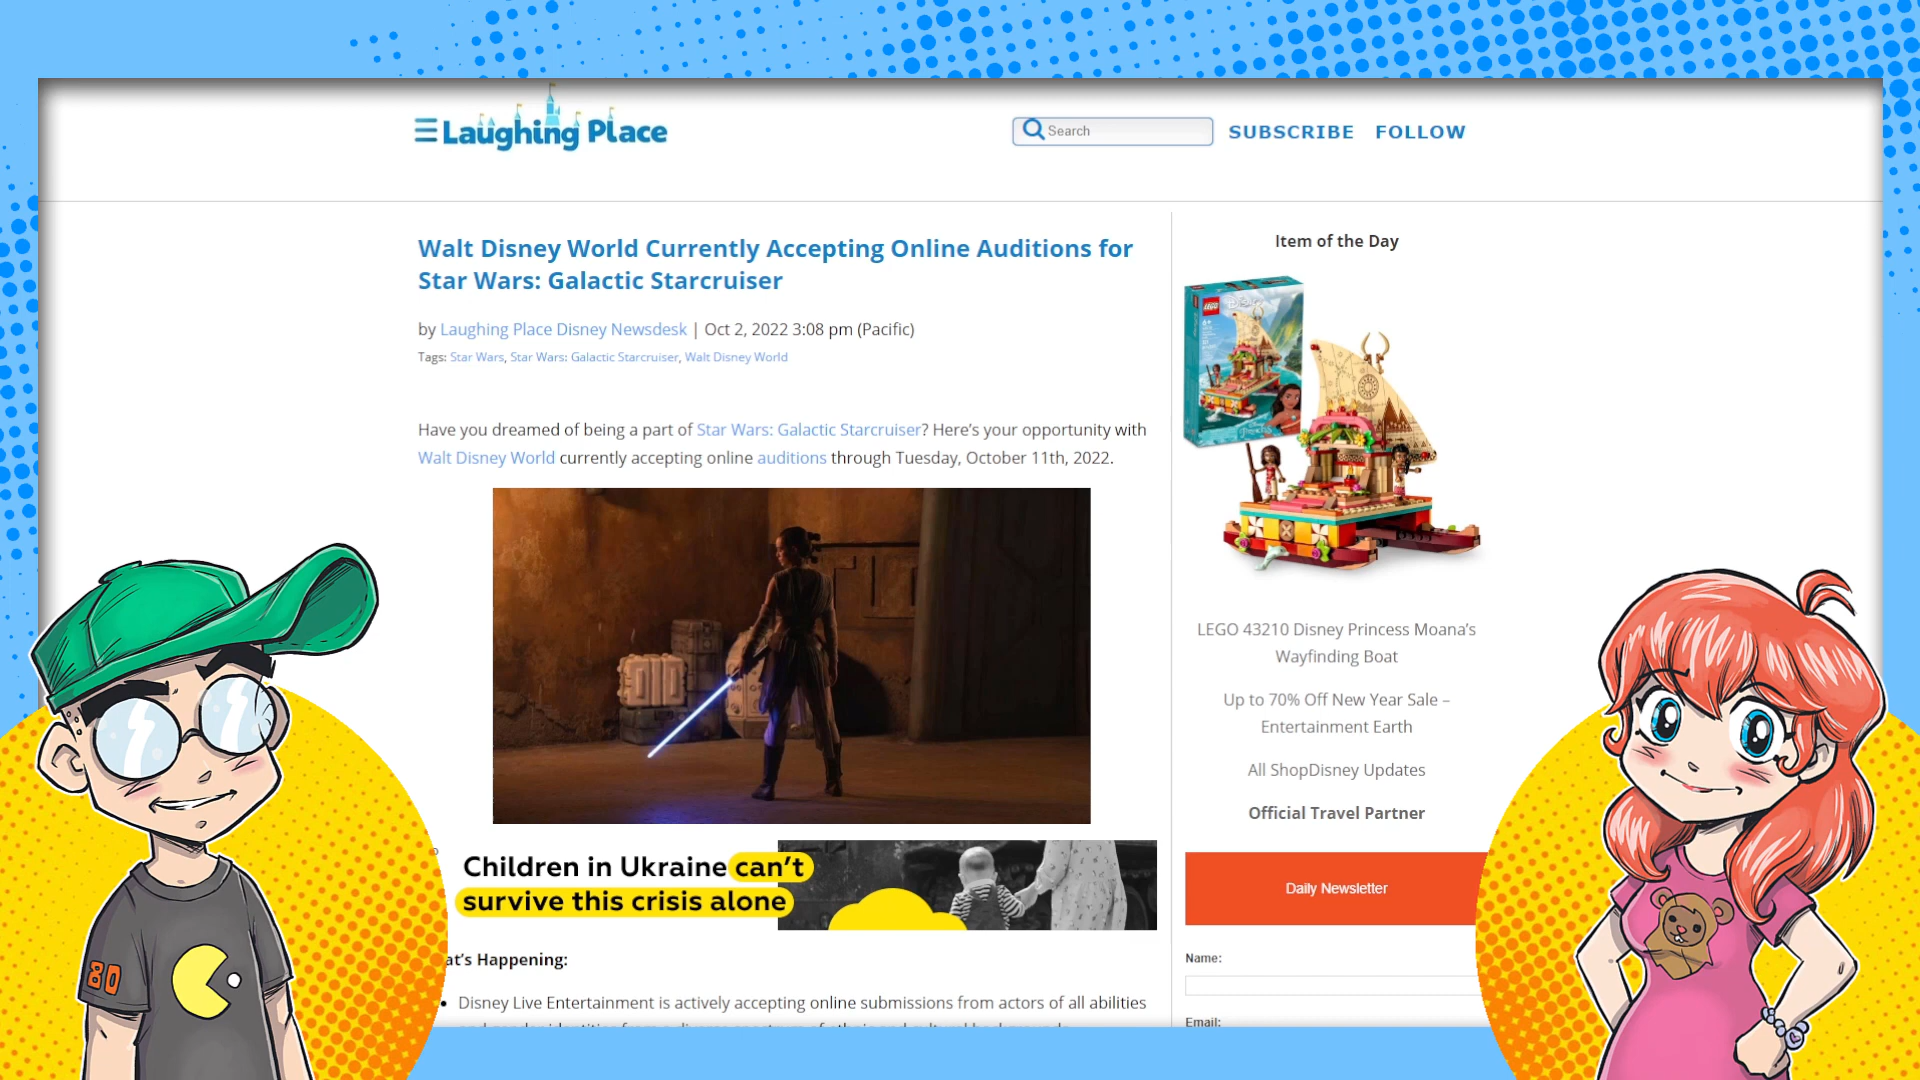 Laughing Place
Search
SUBSCRIBE FOLLOW
Walt Disney World Currently Accepting Online Auditions for
Star Wars: Galactic Starcruiser
by Laughing Place Disney Newsdesk | Oct 2, 2022 3:08 pm (Pacific)
Tags: Star Wars, Star Wars: Galactic Starcruiser, Walt Disney World
Have you dreamed of being a part of Star Wars: Galactic Starcruiser? Here's your opportunity with
Walt Disney World currently accepting online auditions through Tuesday, October 11th, 2022.
Children in Ukraine can't
survive this crisis alone
at's Happening:
Disney Live Entertainment is actively accepting online submissions from actors of all abilities
Item of the Day
LEGO
Disney
LEGO 43210 Disney Princess Moana's
Wayfinding Boat
Up to 70% Off New Year Sale –
Entertainment Earth
All ShopDisney Updates
Official Travel Partner
Daily Newsletter
Name:
Email:
80